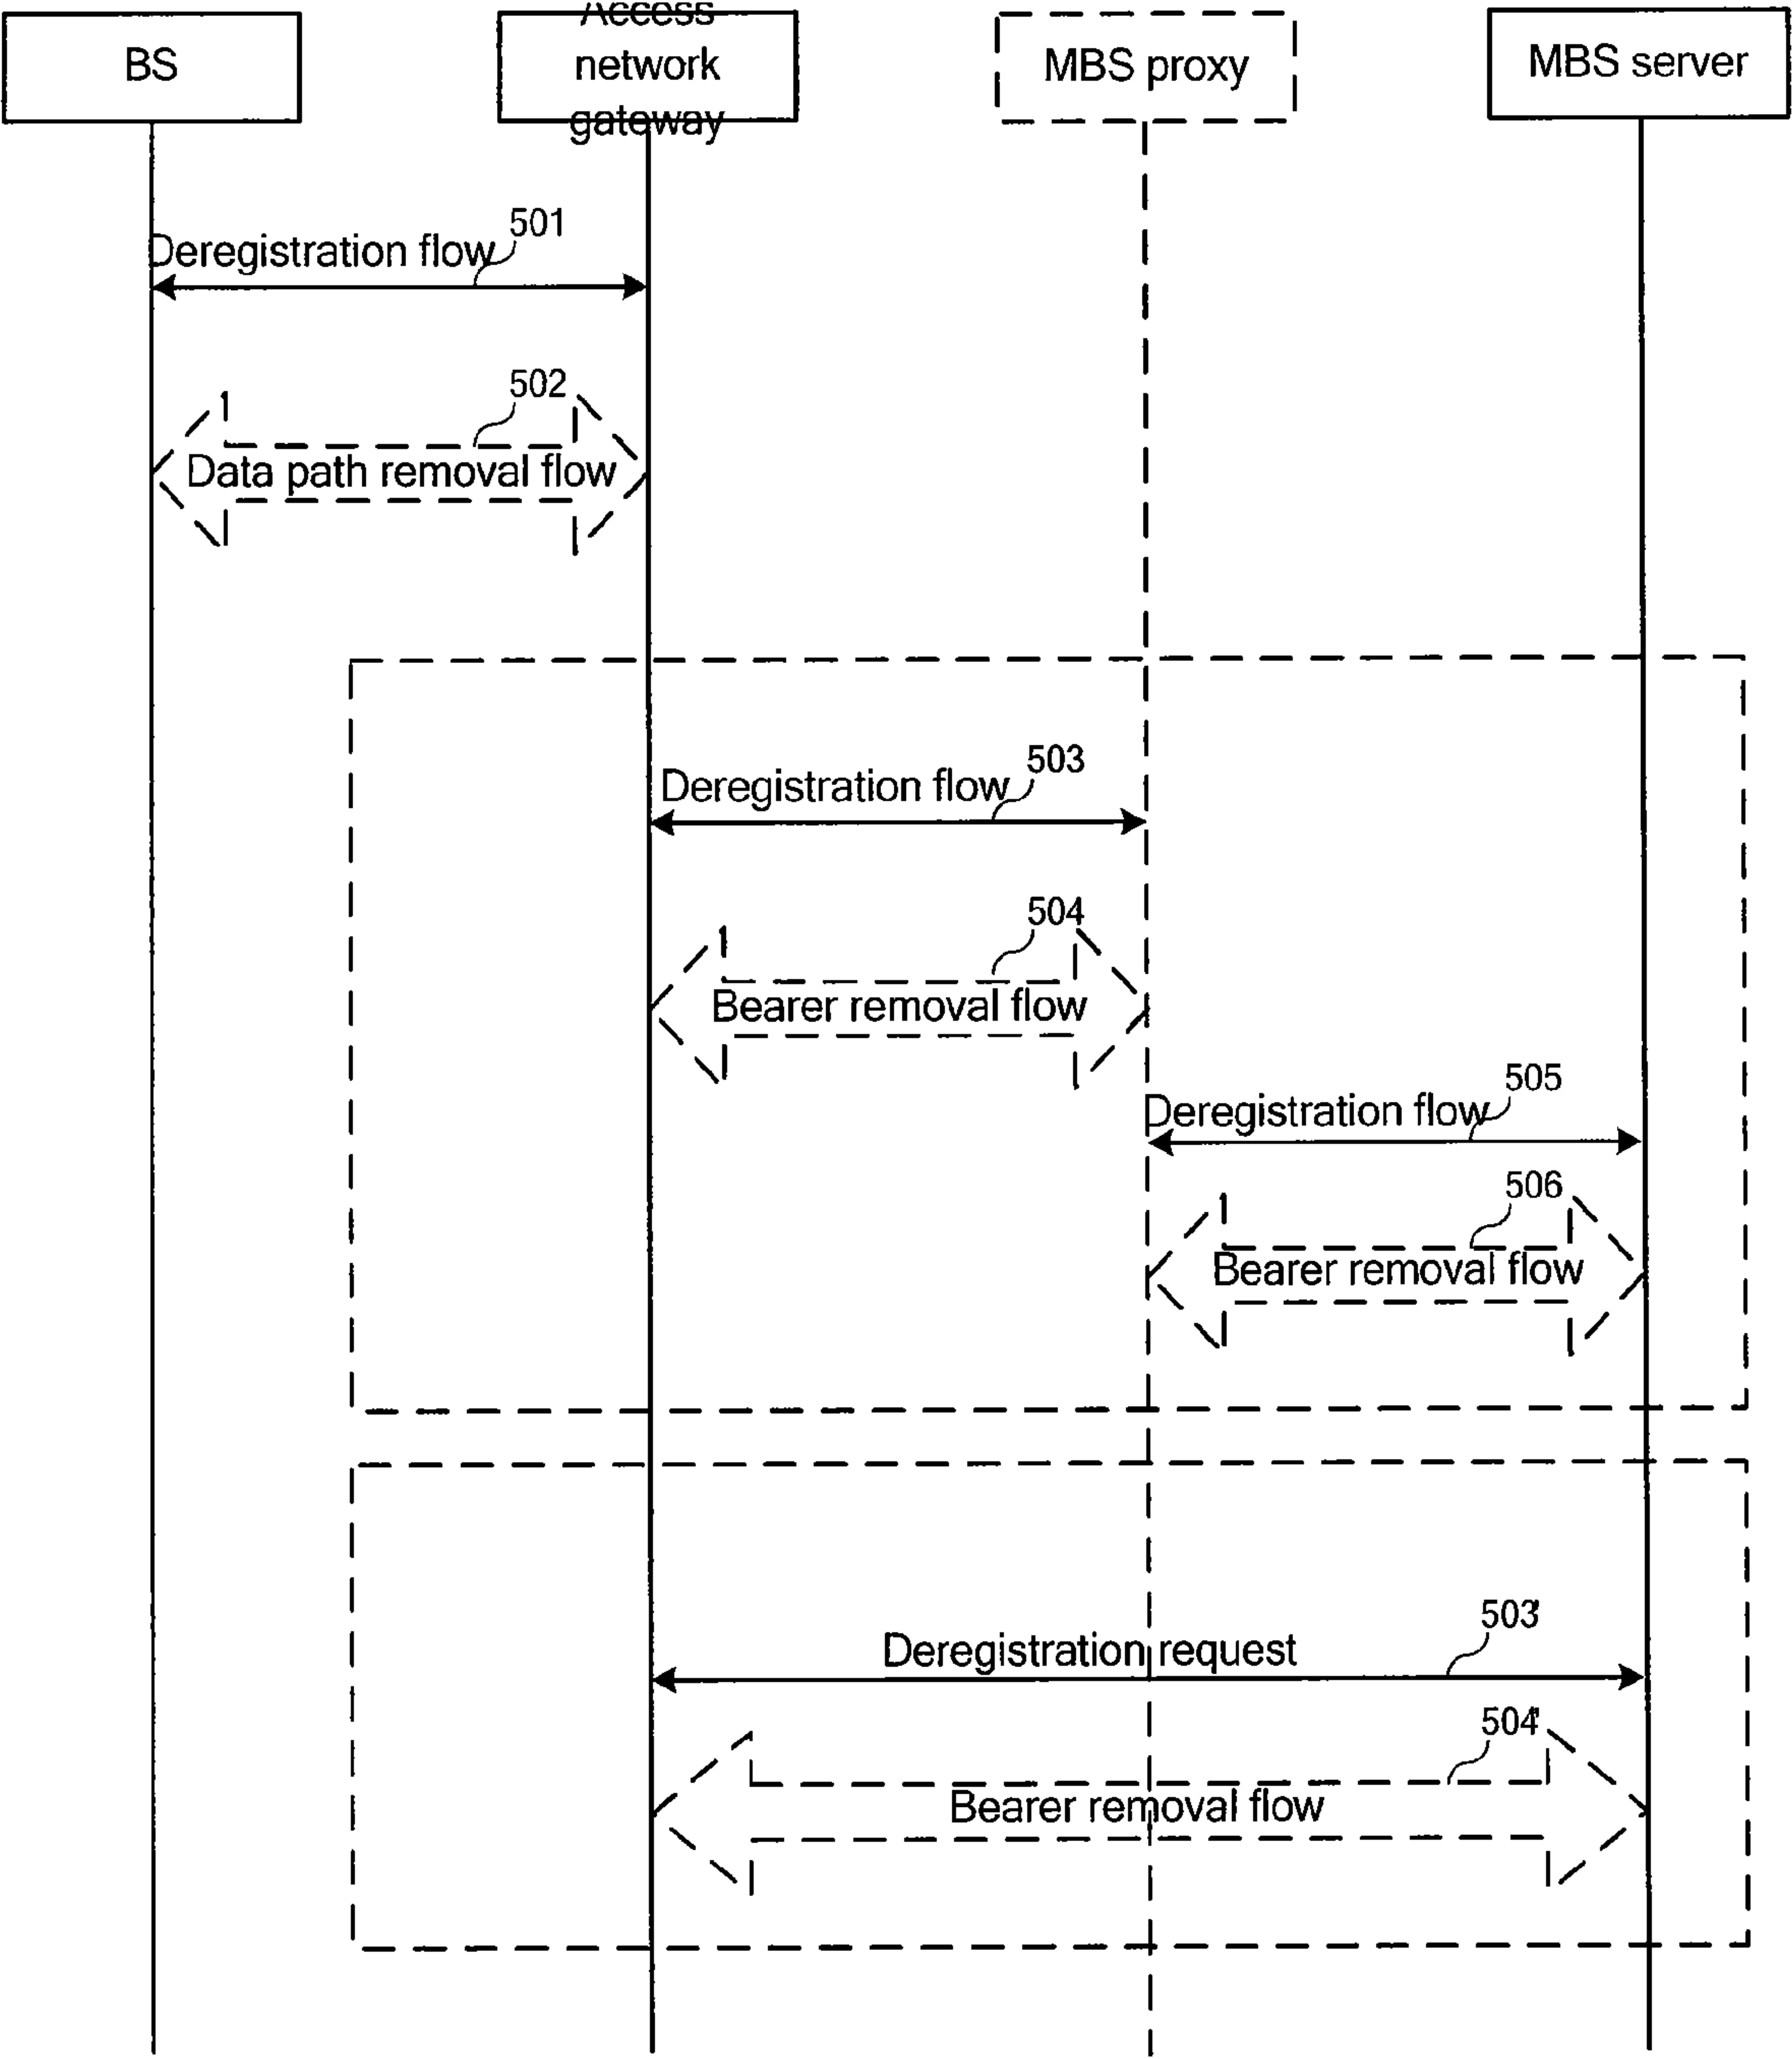 BS
Access
network
gateway
MBS proxy
MBS server
501
Deregistration flow
502
Data path removal flow
503
Deregistration flow
504
Bearer removal flow
505
Deregistration flow
506
Bearer removal flow
503'
Deregistration request
504'
Bearer removal flow